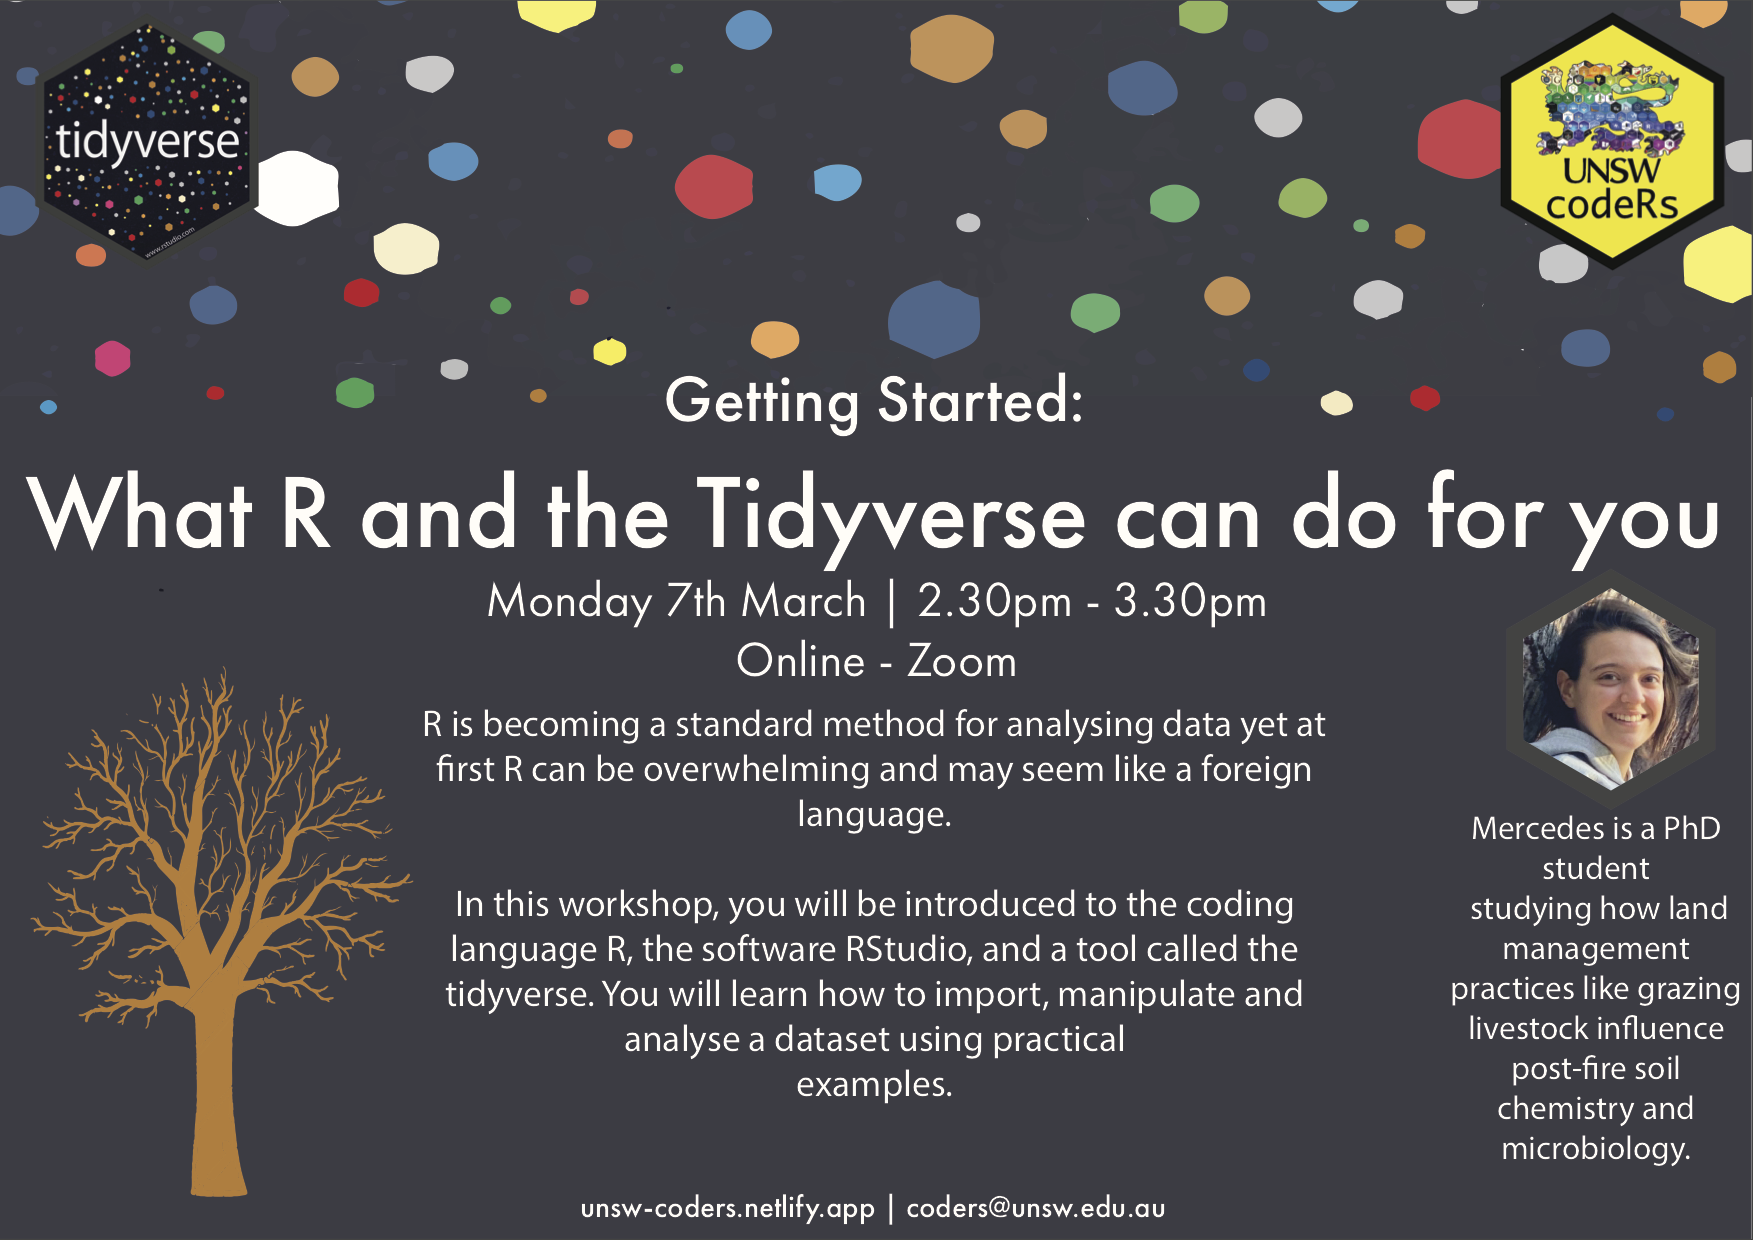 tidyverse
www.rstudio.com
UNSW
codeRs
Getting Started:
What R and the Tidyverse can do for you
Monday 7th March | 2.30pm - 3.30pm
Online - Zoom
R is becoming a standard method for analysing data yet at
first R can be overwhelming and may seem like a foreign
language.
In this workshop, you will be introduced to the coding
language R, the software RStudio, and a tool called the
tidyverse. You will learn how to import, manipulate and
analyse a dataset using practical
examples.
Mercedes is a PhD
student
studying how land
management
practices like grazing
livestock influence
post-fire soil
chemistry and
microbiology.
unsw-coders.netlify.app | coders@unsw.edu.au